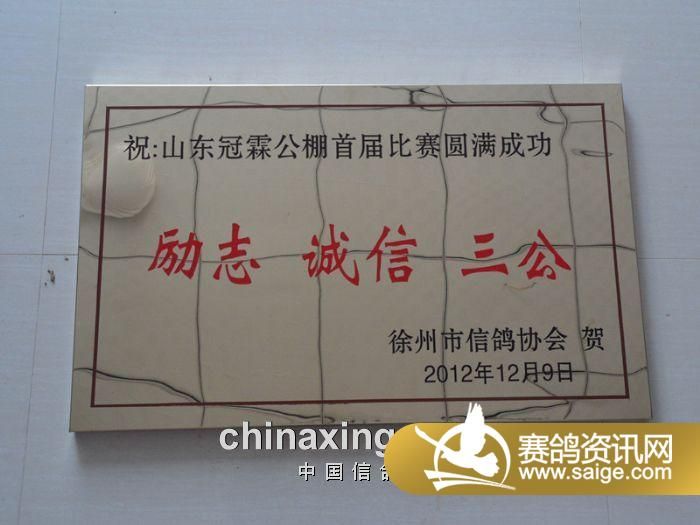 祝:山东冠霖公棚首届比赛圆满成功
励志 诚信 三公
徐州市信鸽协会 贺
2012年12月9日
chinaxing
中国信鸽
赛鸽资讯网
www.saige.com